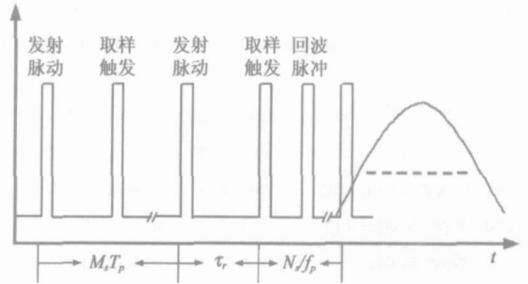 发射 取样 发射 取样 回波
脉动 触发 脉动 触发 脉冲
t
MₛTₚ τᵣ Nₛ/fₚ